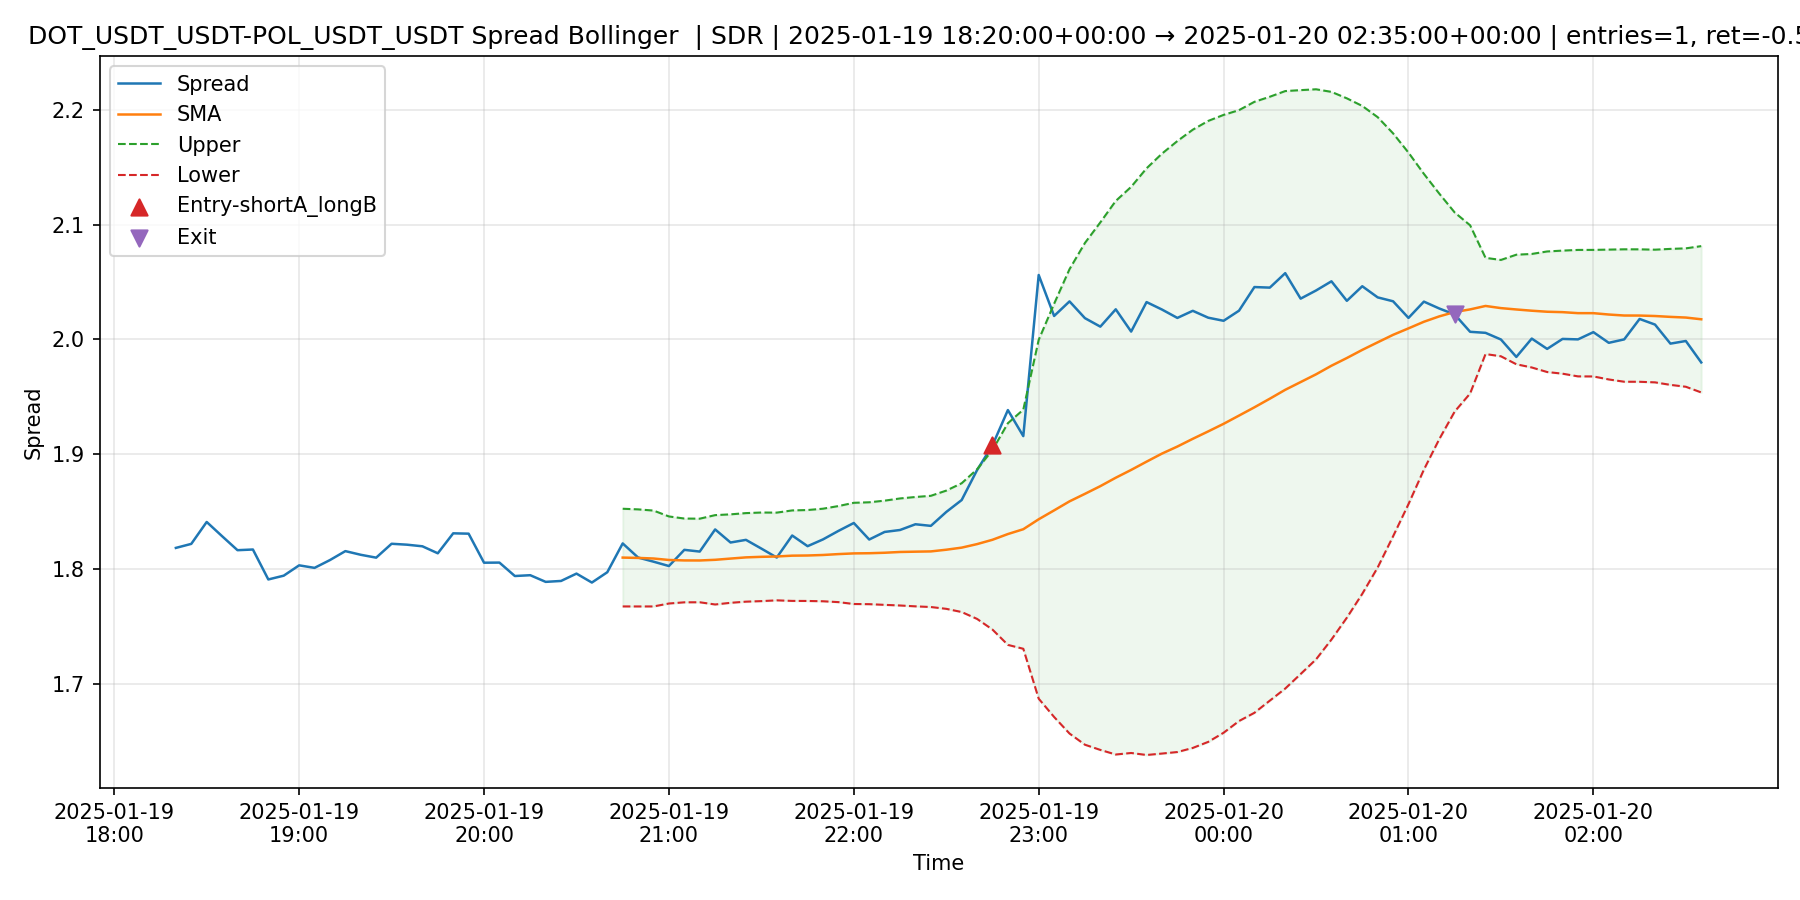 DOT_USDT_USDT-POL_USDT_USDT Spread Bollinger | SDR | 2025-01-19 18:20:00+00:00 → 2025-01-20 02:35:00+00:00 | entries=1, ret=-0.5
Spread
SMA
Upper
Lower
Entry-shortA_longB
Exit
2.2
2.1
2.0
1.9
1.8
1.7
Spread
2025-01-19
18:00
2025-01-19
19:00
2025-01-19
20:00
2025-01-19
21:00
2025-01-19
22:00
2025-01-19
23:00
2025-01-20
00:00
2025-01-20
01:00
2025-01-20
02:00
Time